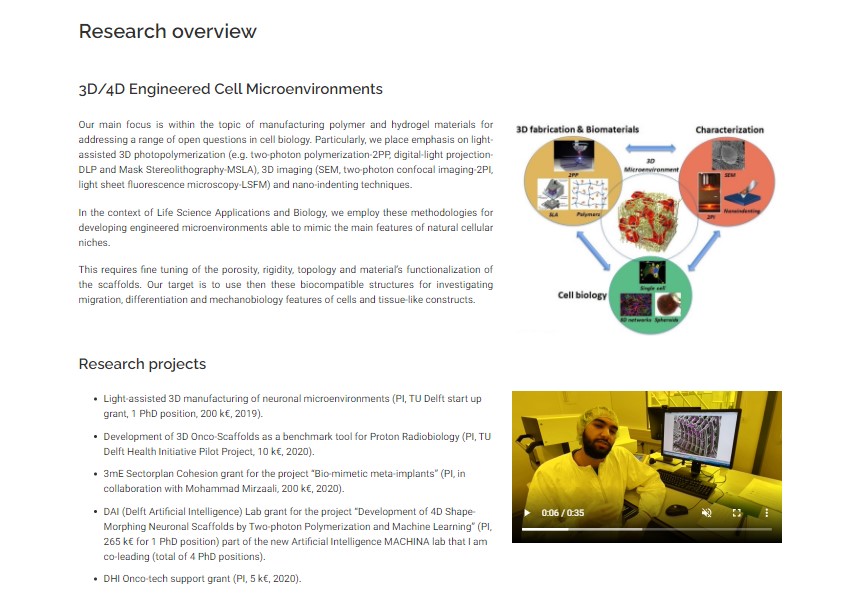 Research overview
3D/4D Engineered Cell Microenvironments
Our main focus is within the topic of manufacturing polymer and hydrogel materials for
addressing a range of open questions in cell biology. Particularly, we place emphasis on light-
assisted 3D photopolymerization (e.g. two-photon polymerization-2PP, digital-light projection-
DLP and Mask Stereolithography-MSLA), 3D imaging (SEM, two-photon confocal imaging-2PI,
light sheet fluorescence microscopy-LSFM) and nano-indenting techniques.
In the context of Life Science Applications and Biology, we employ these methodologies for
developing engineered microenvironments able to mimic the main features of natural cellular
niches.
This requires fine tuning of the porosity, rigidity, topology and material's functionalization of
the scaffolds. Our target is to use then these biocompatible structures for investigating
migration, differentiation and mechanobiology features of cells and tissue-like constructs.
3D fabrication & Biomaterials
Characterization
2PP
3D
Microenvironment
SEM
SLA
Polymers
2PI
Nanoindenting
Cell biology
Single cell
3D networks
Spheroids
Research projects
Light-assisted 3D manufacturing of neuronal microenvironments (PI, TU Delft start up
grant, 1 PhD position, 200 k€, 2019).
Development of 3D Onco-Scaffolds as a benchmark tool for Proton Radiobiology (PI, TU
Delft Health Initiative Pilot Project, 10 k€, 2020).
3mE Sectorplan Cohesion grant for the project “Bio-mimetic meta-implants” (PI, in
collaboration with Mohammad Mirzaali, 200 k€, 2020).
DAI (Delft Artificial Intelligence) Lab grant for the project “Development of 4D Shape-
Morphing Neuronal Scaffolds by Two-photon Polymerization and Machine Learning” (PI,
265 k€ for 1 PhD position) part of the new Artificial Intelligence MACHINA lab that I am
co-leading (total of 4 PhD positions).
DHI Onco-tech support grant (PI, 5 k€, 2020).
0:06 / 0:35